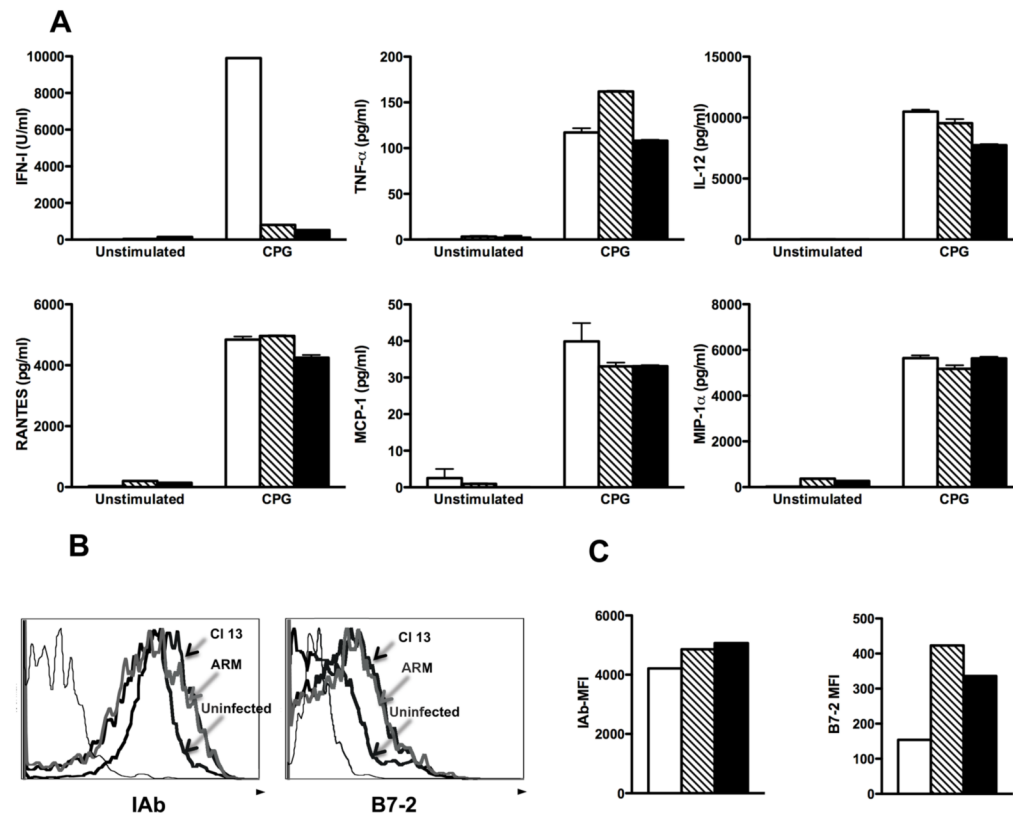 A
10000
8000
6000
4000
2000
0
IFN-I (U/ml)
Unstimulated CPG
200
150
100
50
0
TNF-α (pg/ml)
Unstimulated CPG
15000
10000
5000
0
IL-12 (pg/ml)
Unstimulated CPG
6000
4000
2000
0
RANTES (pg/ml)
Unstimulated CPG
50
40
30
20
10
0
MCP-1 (pg/ml)
Unstimulated CPG
8000
6000
4000
2000
0
MIP-1α (pg/ml)
Unstimulated CPG
B
CI 13
ARM
Uninfected
IAb
CI 13
ARM
Uninfected
B7-2
C
6000
4000
2000
0
IAb-MFI
500
400
300
200
100
0
B7-2 MFI